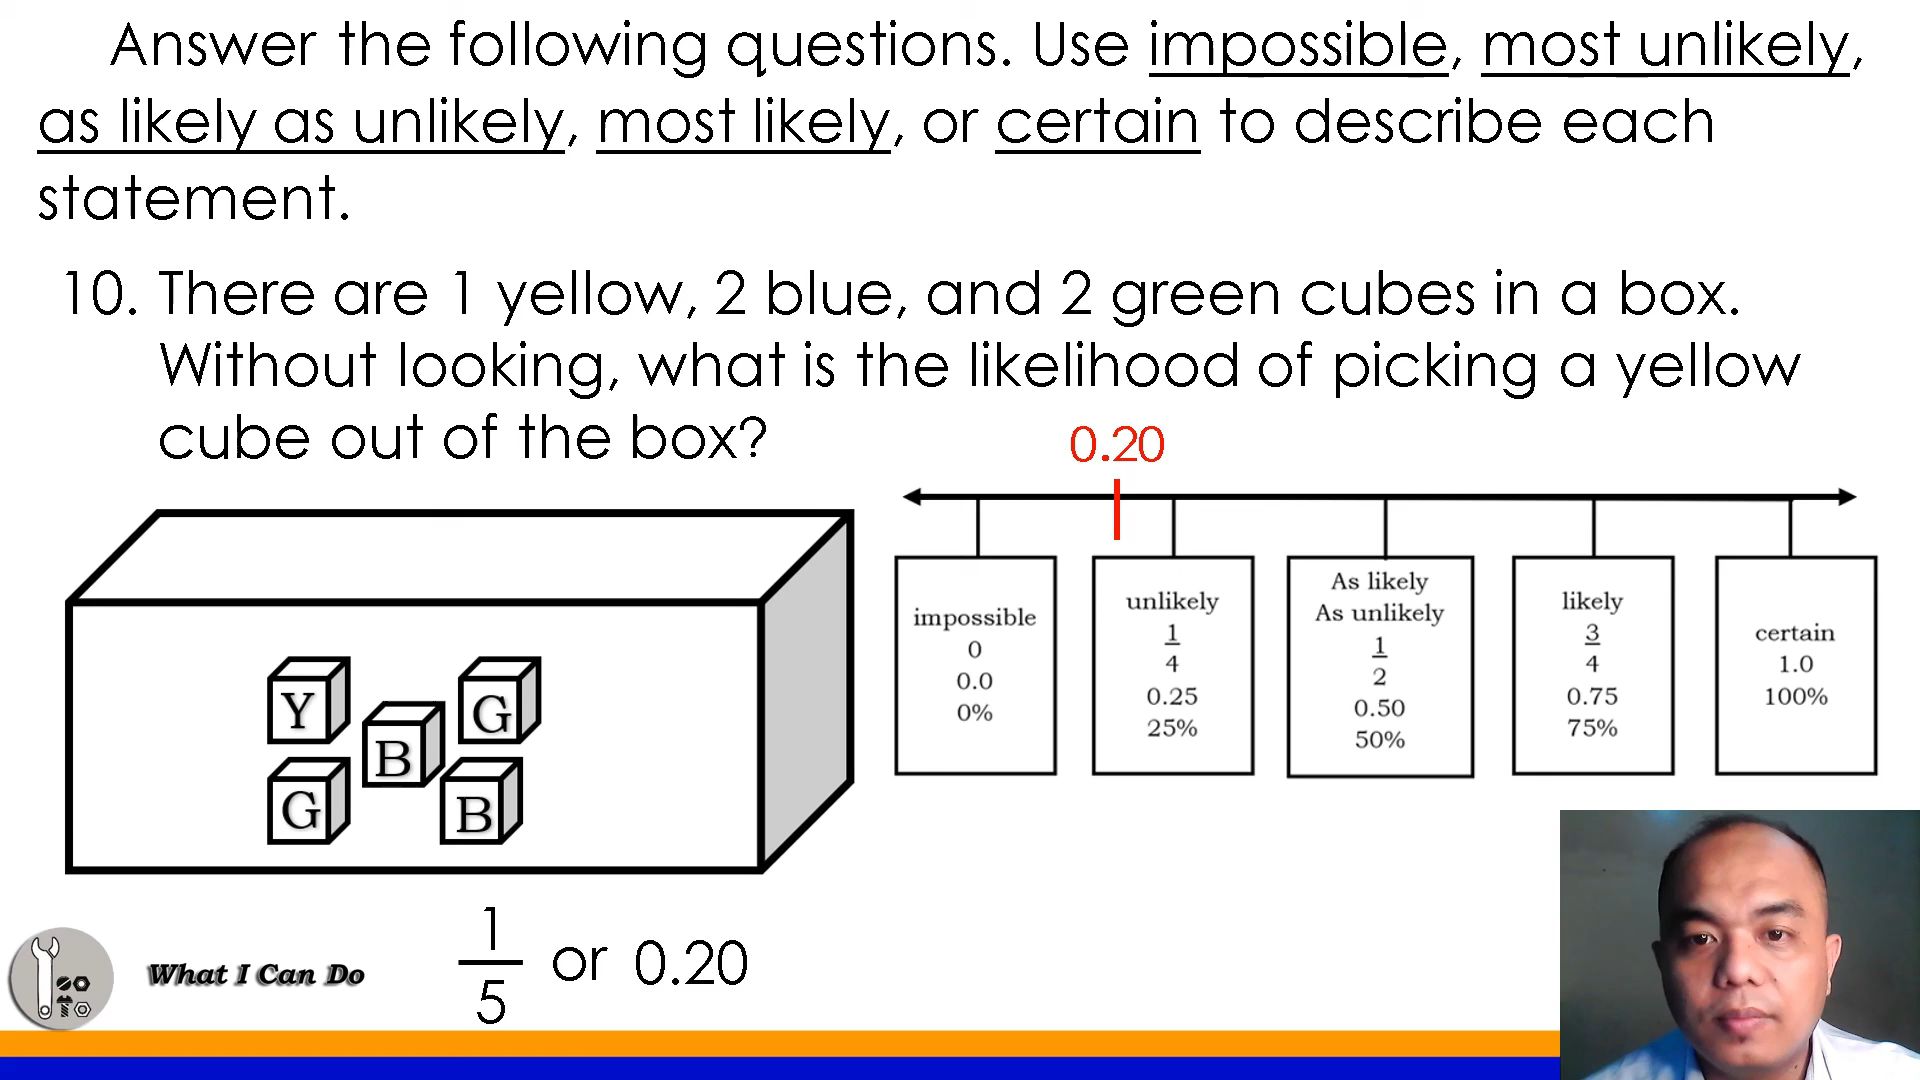 Answer the following questions. Use impossible, most unlikely,
as likely as unlikely, most likely, or certain to describe each
statement.
10. There are 1 yellow, 2 blue, and 2 green cubes in a box.
Without looking, what is the likelihood of picking a yellow
cube out of the box?
0.20
impossible
0
0.0
0%
unlikely
1
4
0.25
25%
As likely
As unlikely
1
2
0.50
50%
likely
3
4
0.75
75%
certain
1.0
100%
Y
G
B
G
B
What I Can Do
1
5
or 0.20